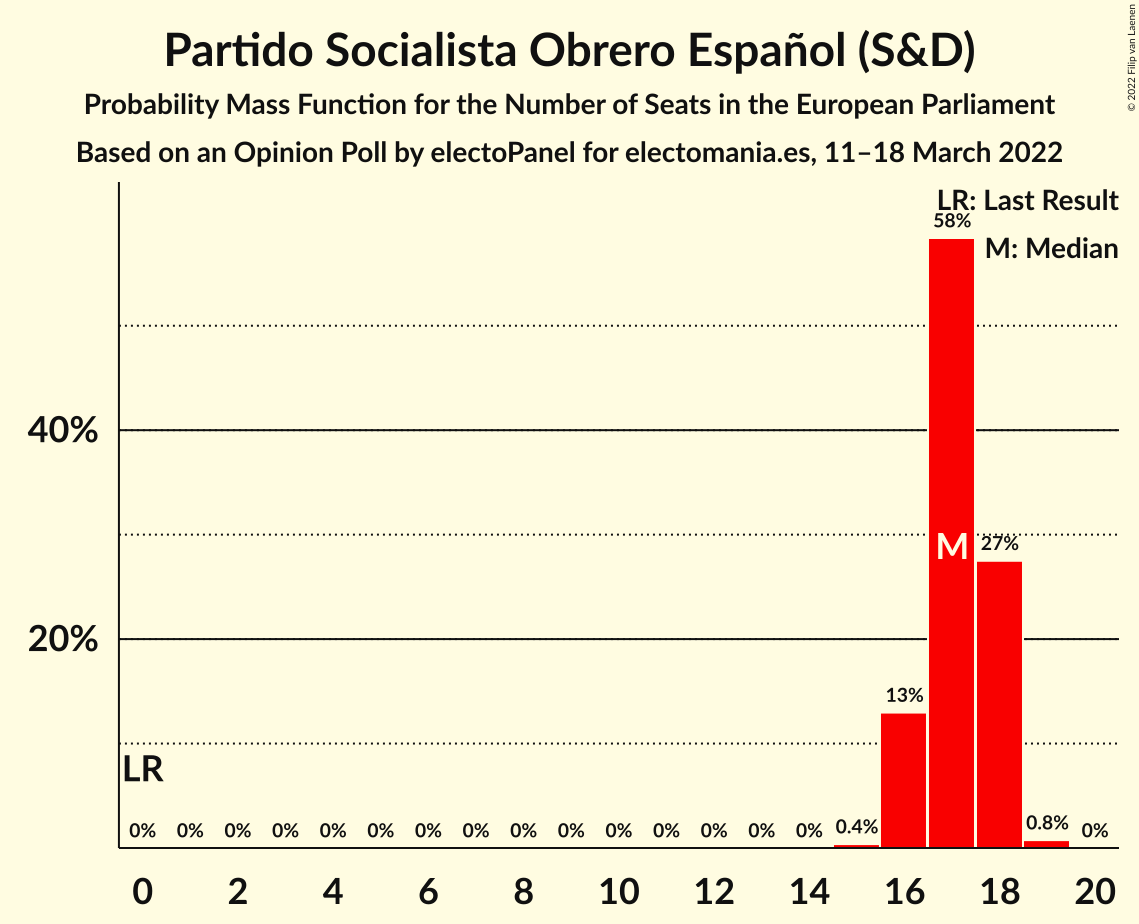 Partido Socialista Obrero Español (S&D)
Probability Mass Function for the Number of Seats in the European Parliament
Based on an Opinion Poll by electoPanel for electomania.es, 11–18 March 2022
© 2022 Filip van Laenen
LR: Last Result
M: Median
58%
40%
M
27%
20%
13%
LR
0% 0% 0% 0% 0% 0% 0% 0% 0% 0% 0% 0% 0% 0% 0% 0.4% 0.8% 0%
0 2 4 6 8 10 12 14 16 18 20